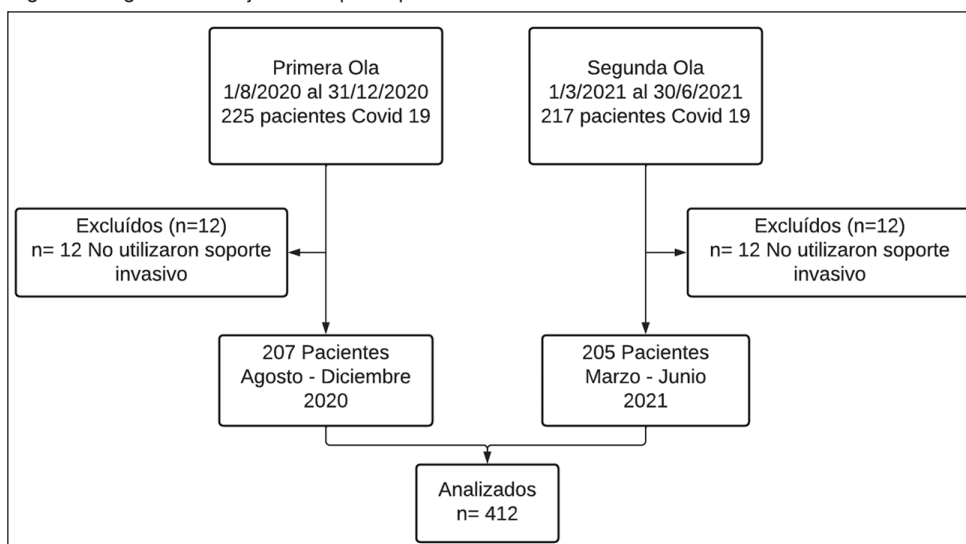 Primera Ola
1/8/2020 al 31/12/2020
225 pacientes Covid 19
Segunda Ola
1/3/2021 al 30/6/2021
217 pacientes Covid 19
Excluídos (n=12)
n= 12 No utilizaron soporte
invasivo
Excluídos (n=12)
n= 12 No utilizaron soporte
invasivo
207 Pacientes
Agosto - Diciembre
2020
205 Pacientes
Marzo - Junio
2021
Analizados
n= 412